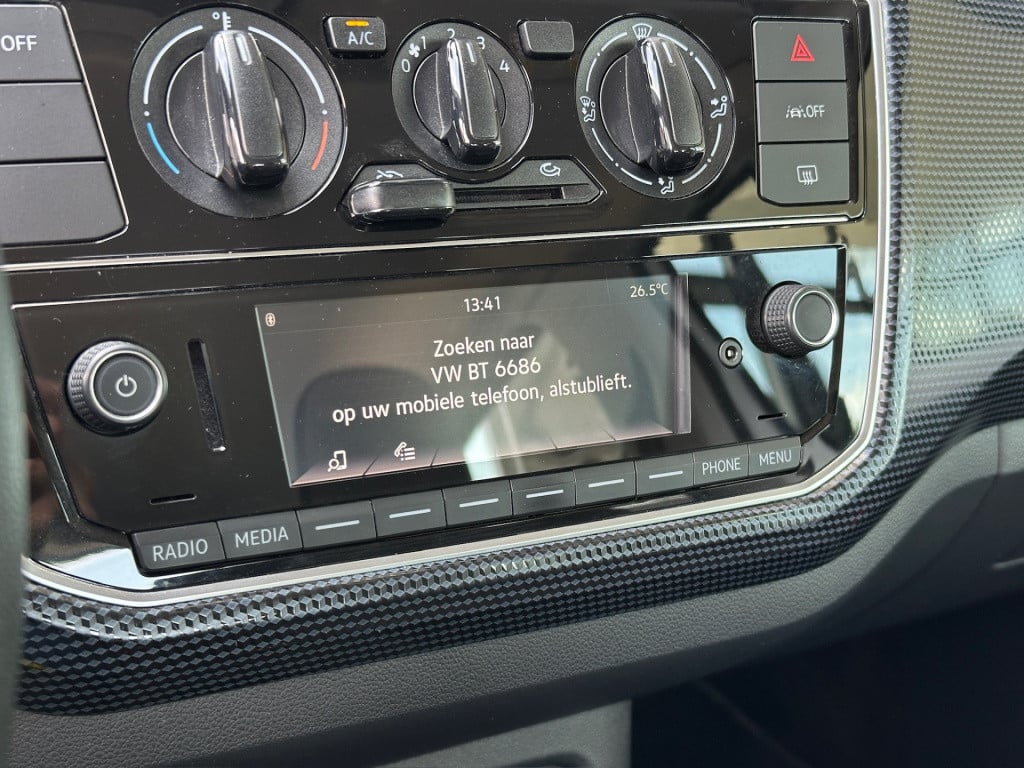 OFF
A/C
0 1 2 3 4
OFF
13:41
26.5°C
Zoeken naar
VW BT 6686
op uw mobiele telefoon, alstublieft.
RADIO
MEDIA
PHONE
MENU